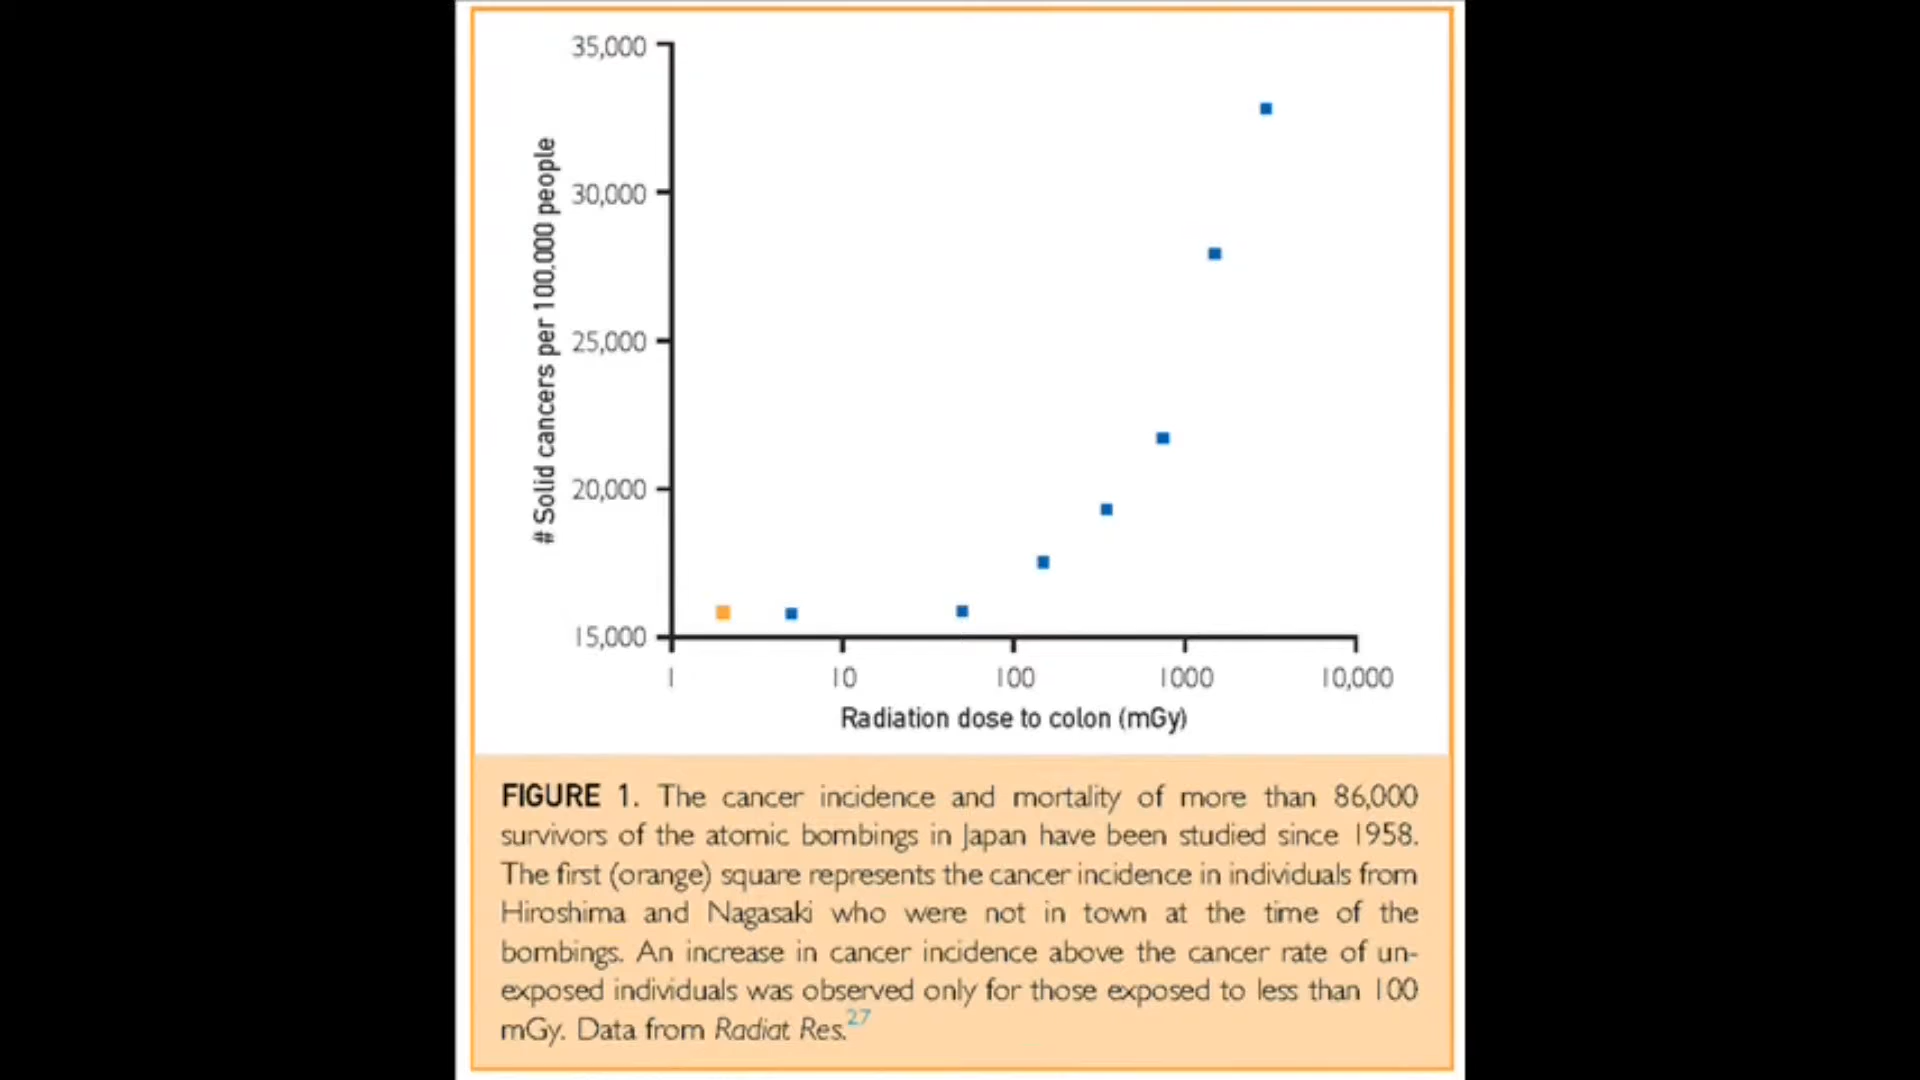 35,000
30,000
25,000
20,000
15,000
# Solid cancers per 100,000 people
1 10 100 1000 10,000
Radiation dose to colon (mGy)
FIGURE 1. The cancer incidence and mortality of more than 86,000
survivors of the atomic bombings in Japan have been studied since 1958.
The first (orange) square represents the cancer incidence in individuals from
Hiroshima and Nagasaki who were not in town at the time of the
bombings. An increase in cancer incidence above the cancer rate of un-
exposed individuals was observed only for those exposed to less than 100
mGy. Data from Radiat Res.27